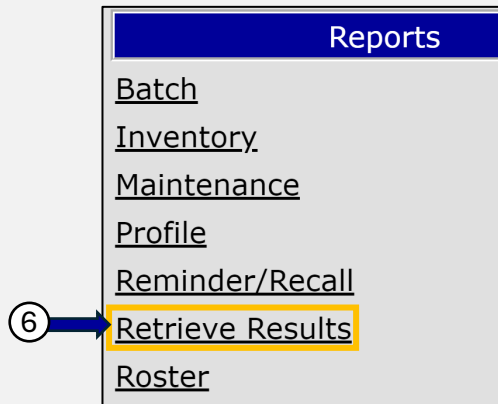 Reports
Batch
Inventory
Maintenance
Profile
Reminder/Recall
6 Retrieve Results
Roster